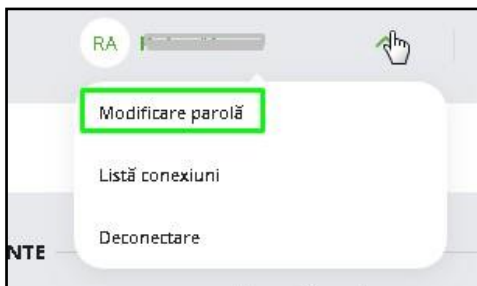 RA
Modificare parolă
Listă conexiuni
Deconectare
NTE